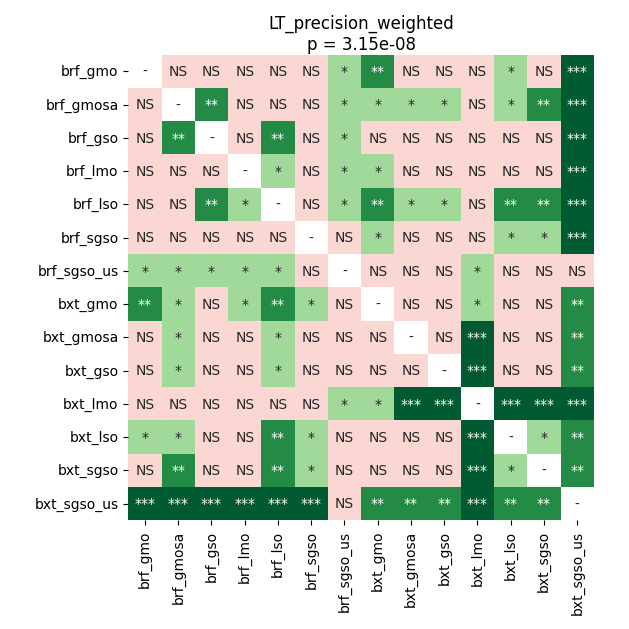 LT_precision_weighted
p = 3.15e-08
brf_gmo - NS NS NS NS NS * ** NS NS NS * NS ***
brf_gmosa NS - ** NS NS NS * * * * NS * ** ***
brf_gso NS ** - NS ** NS * NS NS NS NS NS NS ***
brf_lmo NS NS NS - * NS * * NS NS NS NS NS ***
brf_lso NS NS ** * - NS * ** * * NS ** ** ***
brf_sgso NS NS NS NS NS - NS * NS NS NS * * ***
brf_sgso_us * * * * * NS - NS NS NS * NS NS NS
bxt_gmo ** * NS * ** * NS - NS NS * NS NS **
bxt_gmosa NS * NS NS * NS NS NS - NS *** NS NS **
bxt_gso NS * NS NS * NS NS NS NS - *** NS NS **
bxt_lmo NS NS NS NS NS NS * * *** *** - *** *** ***
bxt_lso * * NS NS ** * NS NS NS NS *** - * **
bxt_sgso NS ** NS NS ** * NS NS NS NS *** * - **
bxt_sgso_us *** *** *** *** *** *** NS ** ** ** *** ** ** -
brf_gmo brf_gmosa brf_gso brf_lmo brf_lso brf_sgso brf_sgso_us bxt_gmo bxt_gmosa bxt_gso bxt_lmo bxt_lso bxt_sgso bxt_sgso_us